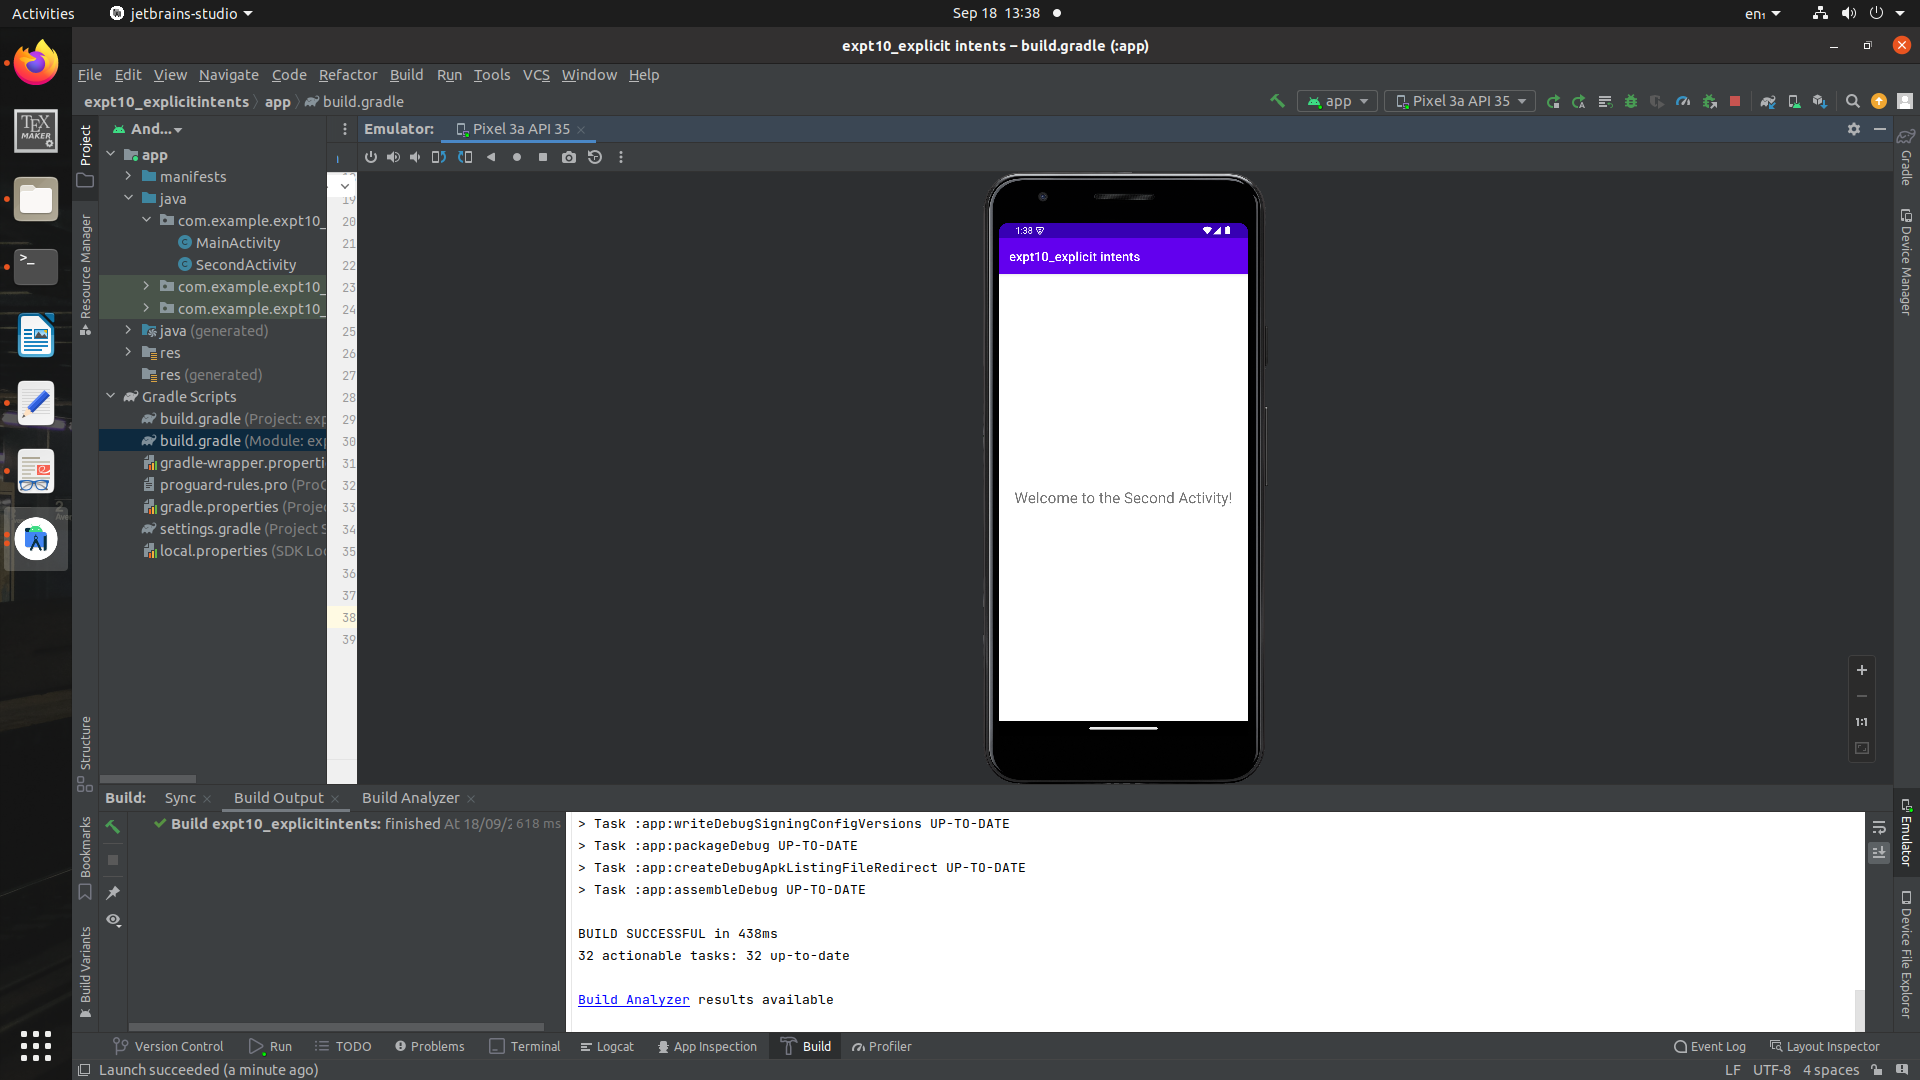 Activities
jetbrains-studio
Sep 18 13:38
en₁
expt10_explicit intents – build.gradle (:app)
File Edit View Navigate Code Refactor Build Run Tools VCS Window Help
expt10_explicitintents app build.gradle
app
Pixel 3a API 35
TEX
MAKER
Project
Resource Manager
Structure
Bookmarks
Build Variants
And...
app
manifests
java
com.example.expt10_
MainActivity
SecondActivity
com.example.expt10_
com.example.expt10_
java (generated)
res
res (generated)
Gradle Scripts
build.gradle (Project: exp
build.gradle (Module: exp
gradle-wrapper.properti
proguard-rules.pro (ProG
gradle.properties (Projec
settings.gradle (Project S
local.properties (SDK Loc
Emulator: Pixel 3a API 35
19
20
21
22
23
24
25
26
27
28
29
30
31
32
33
34
35
36
37
38
39
1:38
expt10_explicit intents
Welcome to the Second Activity!
1:1
Gradle
Device Manager
Emulator
Device File Explorer
Build: Sync Build Output Build Analyzer
Build expt10_explicitintents: finished At 18/09/2 618 ms
> Task :app:writeDebugSigningConfigVersions UP-TO-DATE
> Task :app:packageDebug UP-TO-DATE
> Task :app:createDebugApkListingFileRedirect UP-TO-DATE
> Task :app:assembleDebug UP-TO-DATE
BUILD SUCCESSFUL in 438ms
32 actionable tasks: 32 up-to-date
Build Analyzer results available
Version Control Run TODO Problems Terminal Logcat App Inspection Build Profiler Event Log Layout Inspector
Launch succeeded (a minute ago)
LF UTF-8 4 spaces